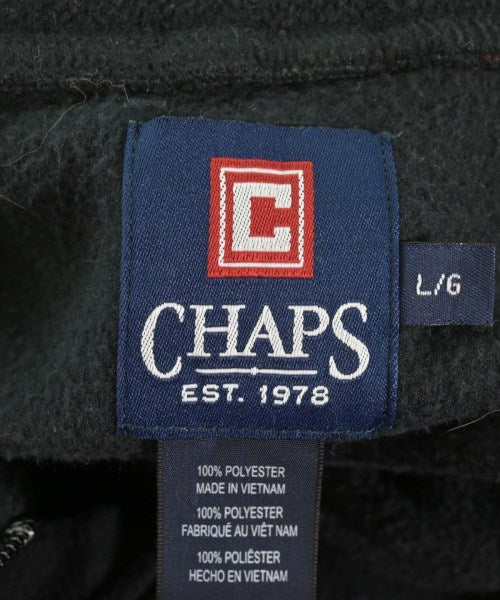 C
CHAPS
EST. 1978
L/G
100% POLYESTER
MADE IN VIETNAM
100% POLYESTER
FABRIQUÉ AU VIÊT NAM
100% POLIÉSTER
HECHO EN VIETNAM